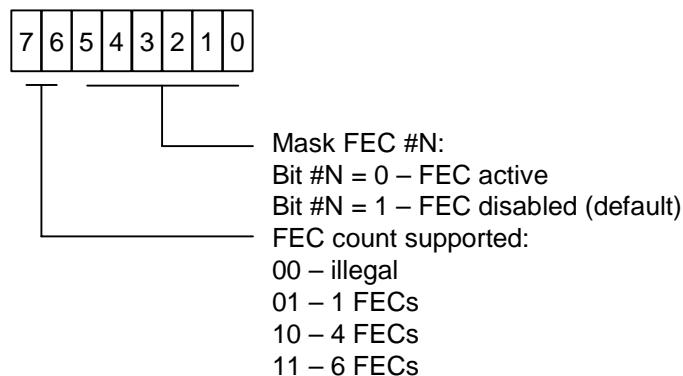 7 6 5 4 3 2 1 0
Mask FEC #N:
Bit #N = 0 – FEC active
Bit #N = 1 – FEC disabled (default)
FEC count supported:
00 – illegal
01 – 1 FECs
10 – 4 FECs
11 – 6 FECs